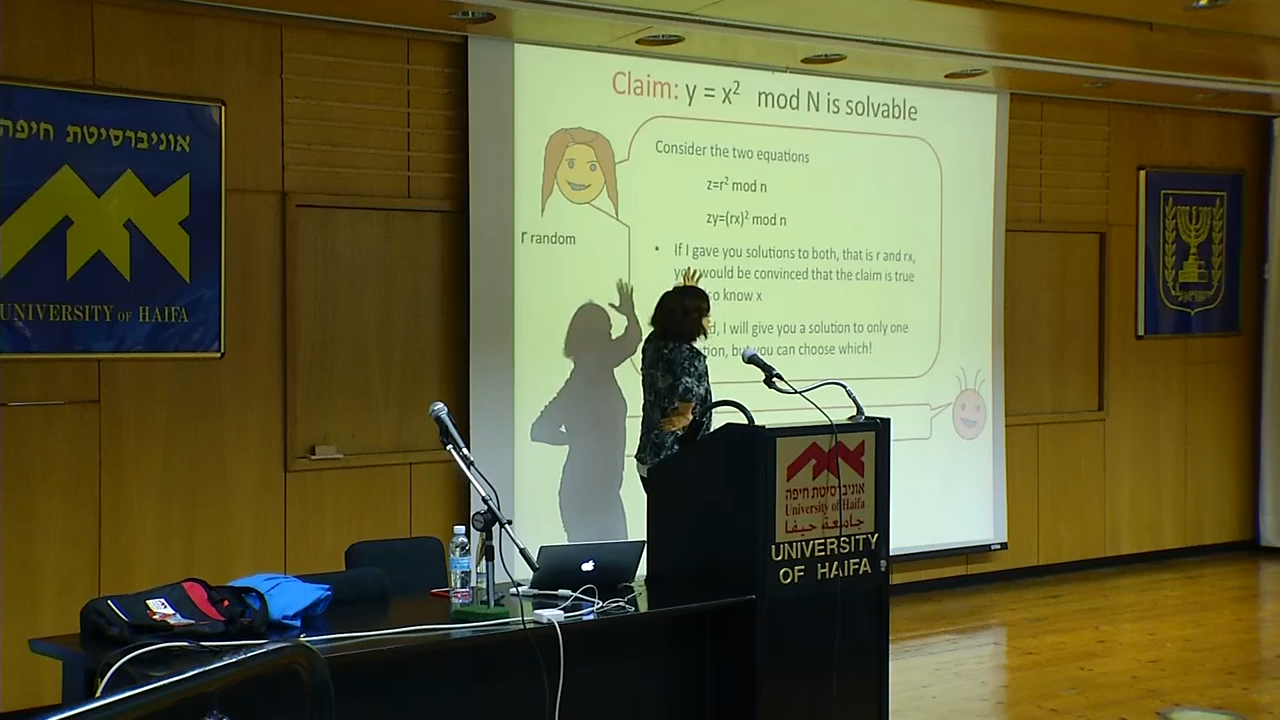 אוניברסיטת חיפה
UNIVERSITY OF HAIFA
Claim: y = x² mod N is solvable
Consider the two equations
z=r² mod n
zy=(rx)² mod n
r random
• If I gave you solutions to both, that is r and rx,
would be convinced that the claim is true
so know x
I will give you a solution to only one
but you can choose which!
אוניברסיטת חיפה
University of Haifa
جامعة حيفا
UNIVERSITY
OF HAIFA